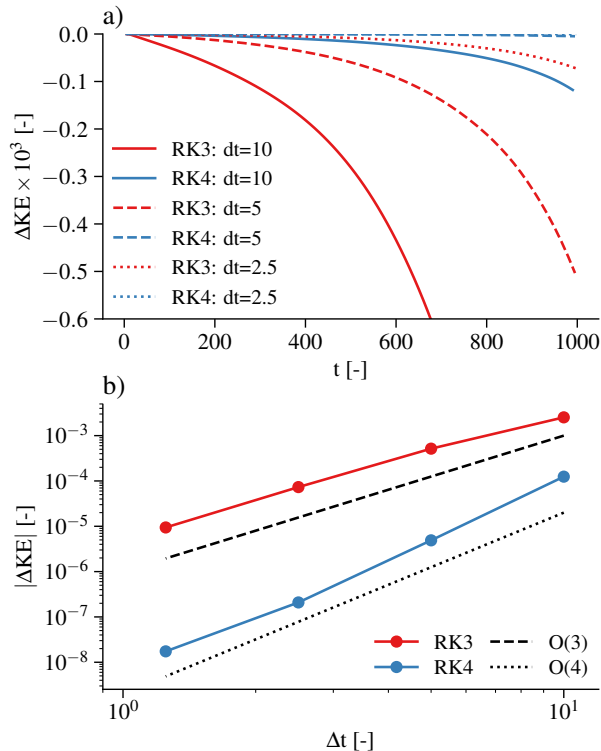 a)
0.0
−0.1
−0.2
−0.3
−0.4
−0.5
−0.6
ΔKE × 10³ [-]
RK3: dt=10
RK4: dt=10
RK3: dt=5
RK4: dt=5
RK3: dt=2.5
RK4: dt=2.5
0 200 400 600 800 1000
t [-]
b)
10⁻³
10⁻⁴
10⁻⁵
10⁻⁶
10⁻⁷
10⁻⁸
|ΔKE| [-]
RK3 O(3)
RK4 O(4)
10⁰ 10¹
Δt [-]